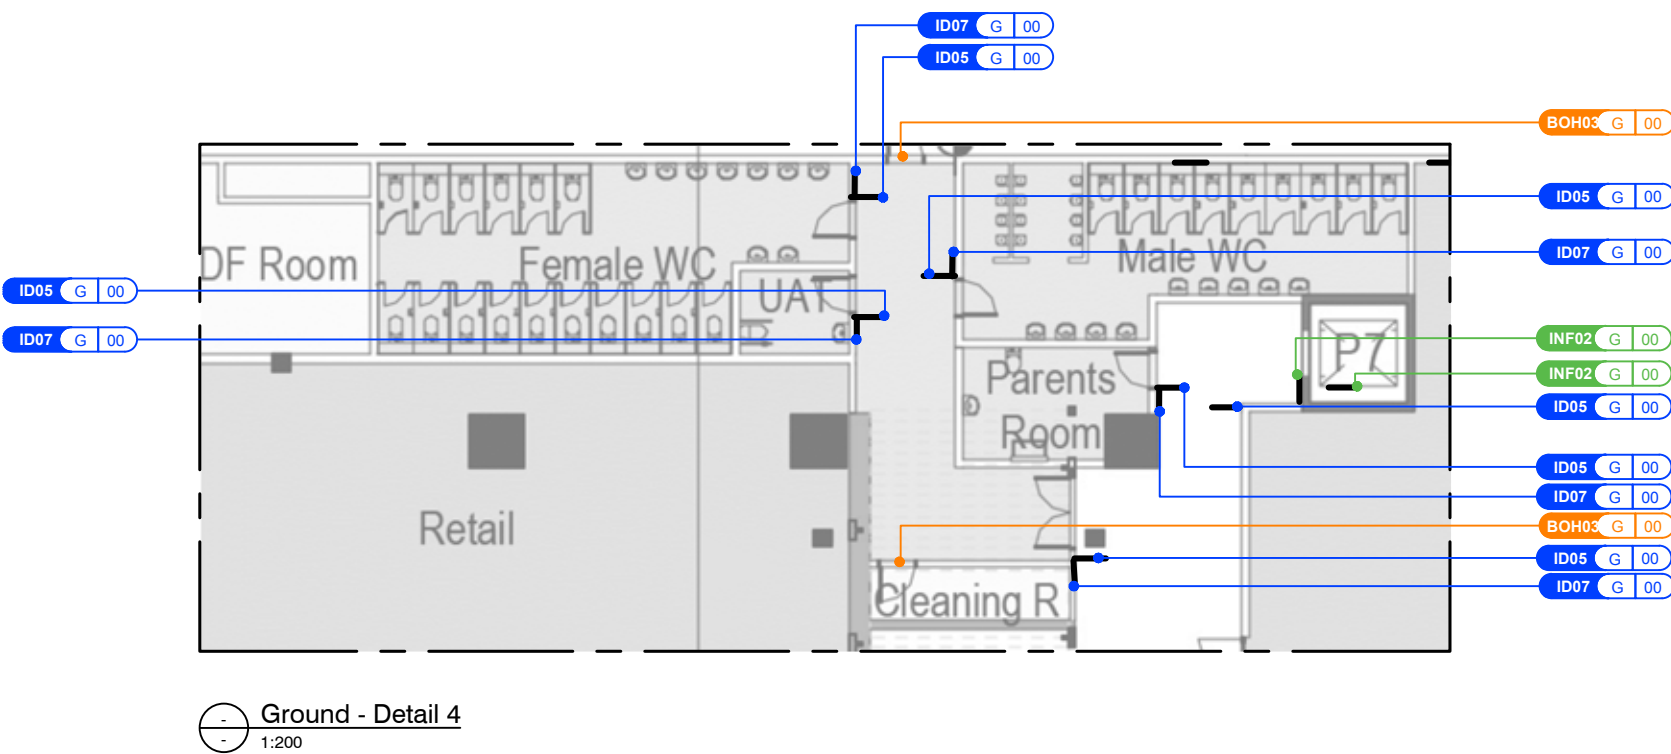 ID07 G 00
ID05 G 00
BOH03 G 00
ID05 G 00
ID07 G 00
DF Room
Female WC
Male WC
UAT
ID05 G 00
ID07 G 00
P7
INF02 G 00
INF02 G 00
Parents
Room
ID05 G 00
ID05 G 00
ID07 G 00
Retail
BOH03 G 00
ID05 G 00
ID07 G 00
Cleaning R
-
-
Ground - Detail 4
1:200